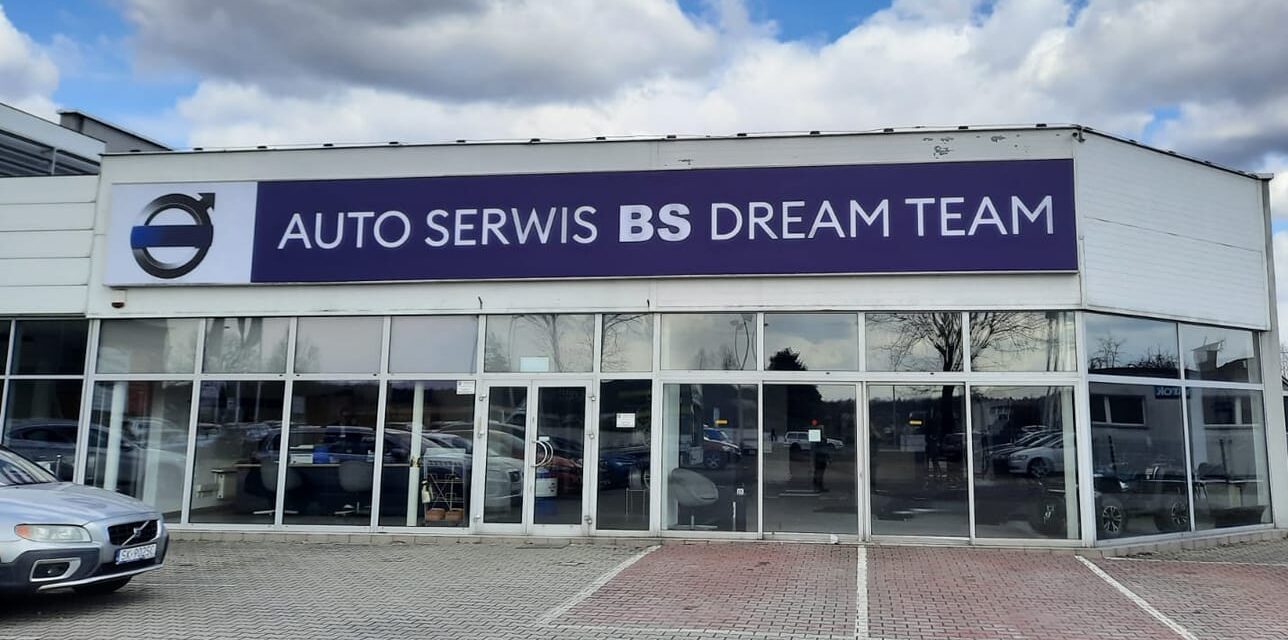 AUTO SERWIS BS DREAM TEAM